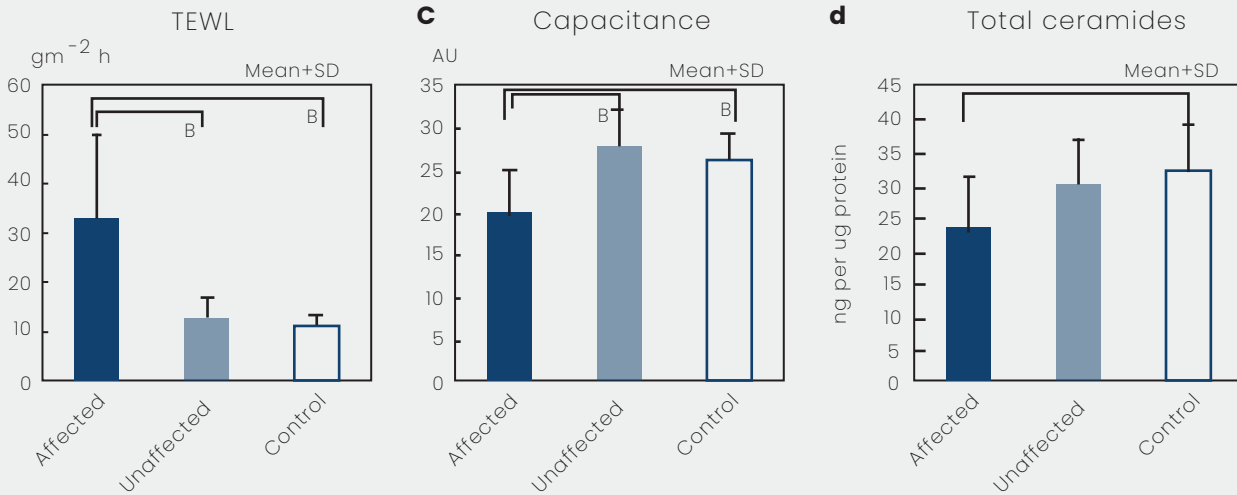 TEWL
gm⁻² h
Mean+SD
60
50
40
30
20
10
0
B
B
Affected
Unaffected
Control
C
Capacitance
AU
Mean+SD
35
30
25
20
15
10
5
0
B
B
Affected
Unaffected
Control
d
Total ceramides
Mean+SD
ng per ug protein
45
40
35
30
25
20
15
10
5
0
Affected
Unaffected
Control